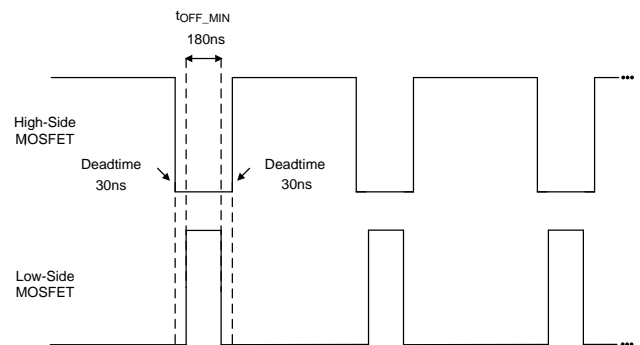 tOFF_MIN
180ns
High-Side
MOSFET
Deadtime
30ns
Deadtime
30ns
Low-Side
MOSFET